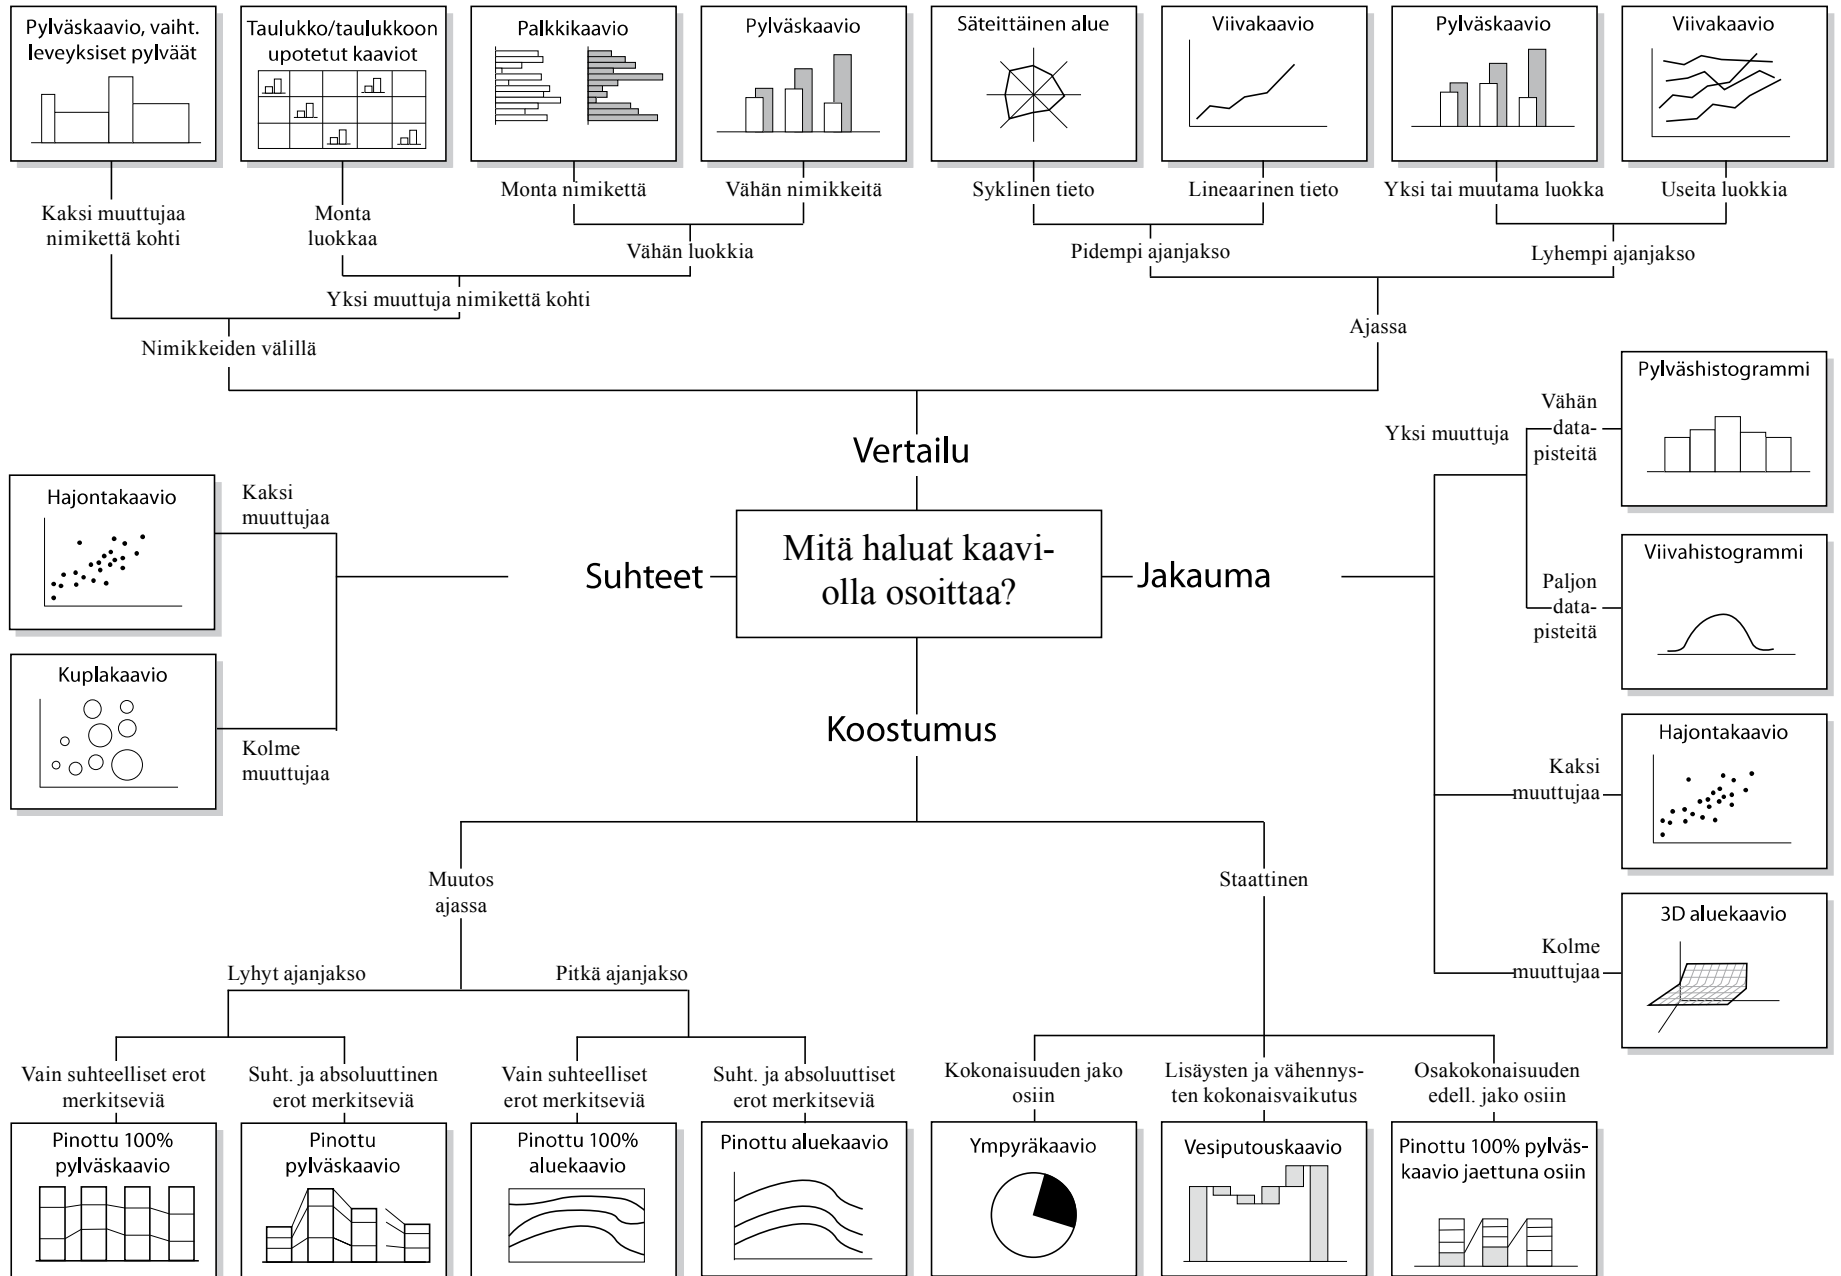 Pylväskaavio, vaiht.
leveyksiset pylväät
Taulukko/taulukkoon
upotetut kaaviot
Palkkikaavio
Pylväskaavio
Säteittäinen alue
Viivakaavio
Pylväskaavio
Viivakaavio
Kaksi muuttujaa
nimikettä kohti
Monta
luokkaa
Monta nimikettä
Vähän nimikkeitä
Syklinen tieto
Lineaarinen tieto
Yksi tai muutama luokka
Useita luokkia
Vähän luokkia
Pidempi ajanjakso
Lyhempi ajanjakso
Yksi muuttuja nimikettä kohti
Nimikkeiden välillä
Ajassa
Vertailu
Mitä haluat kaavi-
olla osoittaa?
Suhteet
Jakauma
Koostumus
Hajontakaavio
Kaksi
muuttujaa
Kuplakaavio
Kolme
muuttujaa
Yksi muuttuja
Vähän
data-
pisteitä
Pylväshistogrammi
Paljon
data-
pisteitä
Viivahistogrammi
Kaksi
muuttujaa
Hajontakaavio
Kolme
muuttujaa
3D aluekaavio
Muutos
ajassa
Staattinen
Lyhyt ajanjakso
Pitkä ajanjakso
Vain suhteelliset erot
merkitseviä
Suht. ja absoluuttinen
erot merkitseviä
Vain suhteelliset
erot merkitseviä
Suht. ja absoluuttiset
erot merkitseviä
Kokonaisuuden jako
osiin
Lisäysten ja vähennys-
ten kokonaisvaikutus
Osakokonaisuuden
edell. jako osiin
Pinottu 100%
pylväskaavio
Pinottu
pylväskaavio
Pinottu 100%
aluekaavio
Pinottu aluekaavio
Ympyräkaavio
Vesiputouskaavio
Pinottu 100% pylväs-
kaavio jaettuna osiin